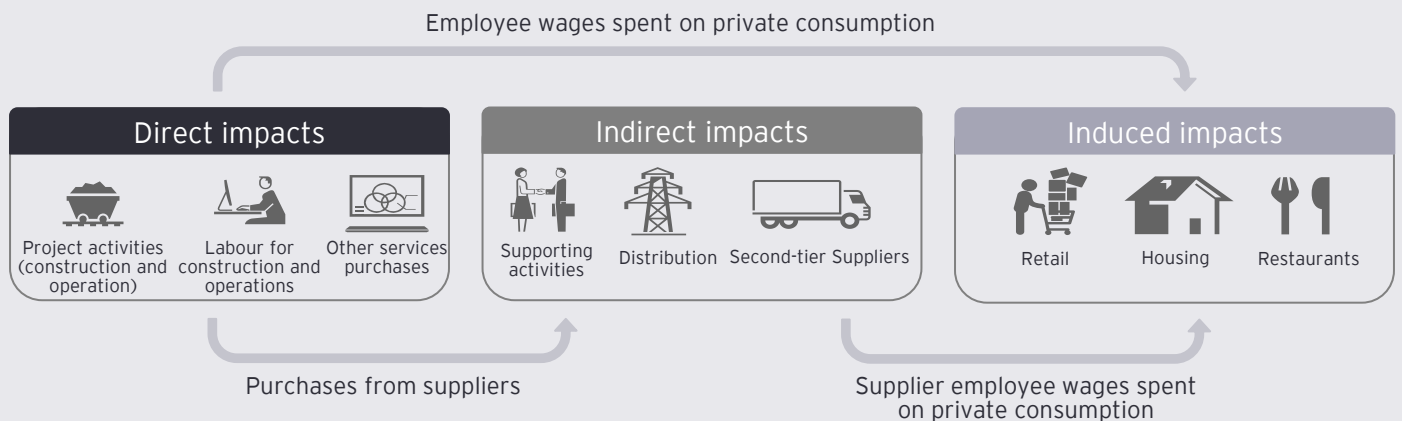 Employee wages spent on private consumption
Direct impacts
Project activities
(construction and
operation)
Labour for
construction and
operations
Other services
purchases
Indirect impacts
Supporting
activities
Distribution
Second-tier Suppliers
Induced impacts
Retail
Housing
Restaurants
Purchases from suppliers
Supplier employee wages spent
on private consumption